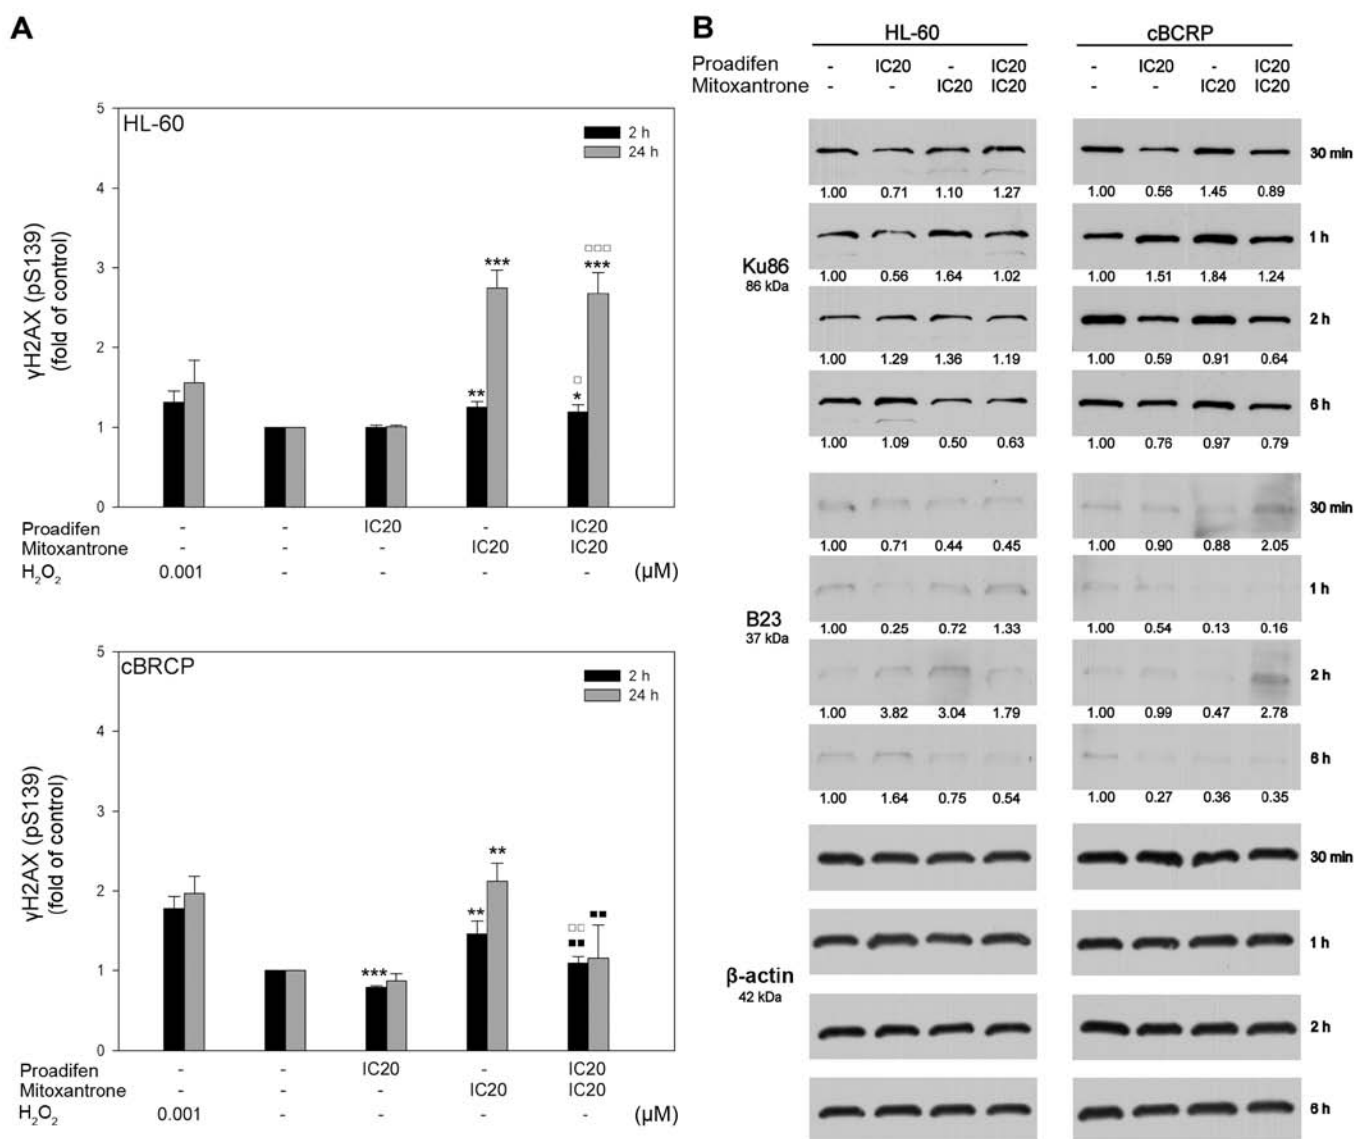 A
HL-60
2 h
24 h
5
4
3
2
1
0
γH2AX (pS139)
(fold of control)
***
□□□
***
**
□
*
Proadifen - - IC20 - IC20
Mitoxantrone - - - IC20 IC20
H₂O₂ 0.001 - - - - (μM)
cBRCP
2 h
24 h
5
4
3
2
1
0
γH2AX (pS139)
(fold of control)
***
**
**
□□
■■
■■
Proadifen - - IC20 - IC20
Mitoxantrone - - - IC20 IC20
H₂O₂ 0.001 - - - - (μM)
B
HL-60 cBCRP
Proadifen - IC20 - IC20 - IC20 - IC20
Mitoxantrone - - IC20 IC20 - - IC20 IC20
30 min
1.00 0.71 1.10 1.27 1.00 0.56 1.45 0.89
1 h
Ku86
86 kDa
1.00 0.56 1.64 1.02 1.00 1.51 1.84 1.24
2 h
1.00 1.29 1.36 1.19 1.00 0.59 0.91 0.64
6 h
1.00 1.09 0.50 0.63 1.00 0.76 0.97 0.79
30 min
1.00 0.71 0.44 0.45 1.00 0.90 0.88 2.05
1 h
B23
37 kDa
1.00 0.25 0.72 1.33 1.00 0.54 0.13 0.16
2 h
1.00 3.82 3.04 1.79 1.00 0.99 0.47 2.78
6 h
1.00 1.64 0.75 0.54 1.00 0.27 0.36 0.35
30 min
1 h
β-actin
42 kDa
2 h
6 h